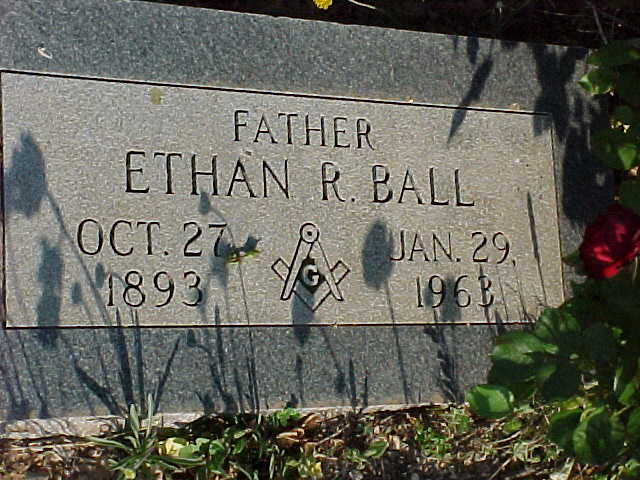 FATHER
ETHAN R. BALL
OCT. 27 JAN. 29,
1893 G 1963